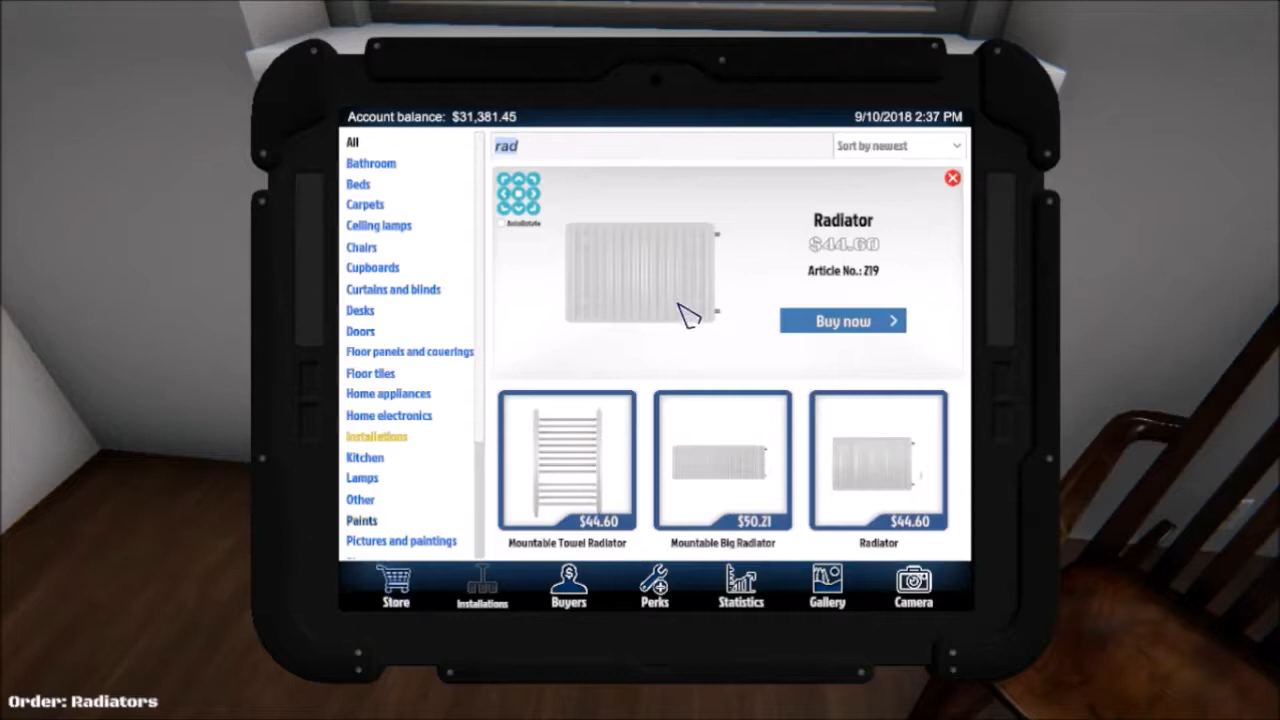 Account balance: $31,381.45
9/10/2018 2:37 PM
All
Bathroom
Beds
Carpets
Ceiling lamps
Chairs
Cupboards
Curtains and blinds
Desks
Doors
Floor panels and coverings
Floor tiles
Home appliances
Home electronics
Installations
Kitchen
Lamps
Other
Paints
Pictures and paintings
rad
Sort by newest
AutoRotate
Radiator
$44.60
Article No.: Z19
Buy now
$44.60
Mountable Towel Radiator
$50.21
Mountable Big Radiator
$44.60
Radiator
Store
Installations
Buyers
Perks
Statistics
Gallery
Camera
Order: Radiators